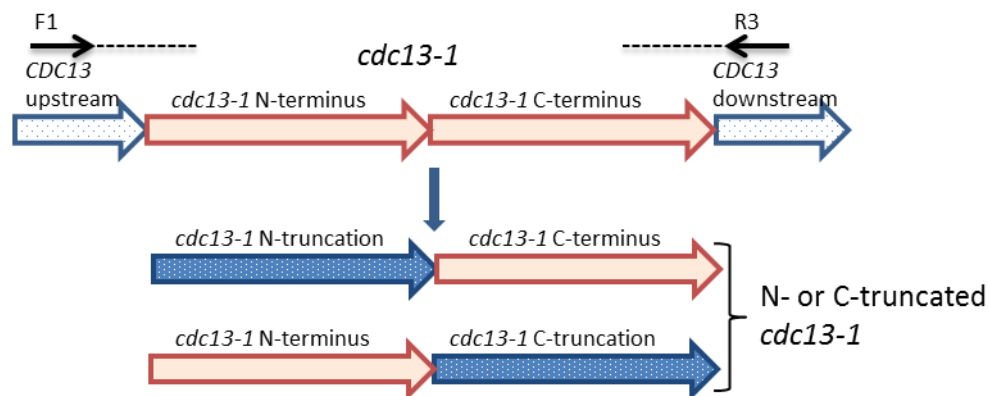 F1
R3
cdc13-1
CDC13
upstream
CDC13
downstream
cdc13-1 N-terminus
cdc13-1 C-terminus
cdc13-1 N-truncation
cdc13-1 C-terminus
N- or C-truncated
cdc13-1
cdc13-1 N-terminus
cdc13-1 C-truncation